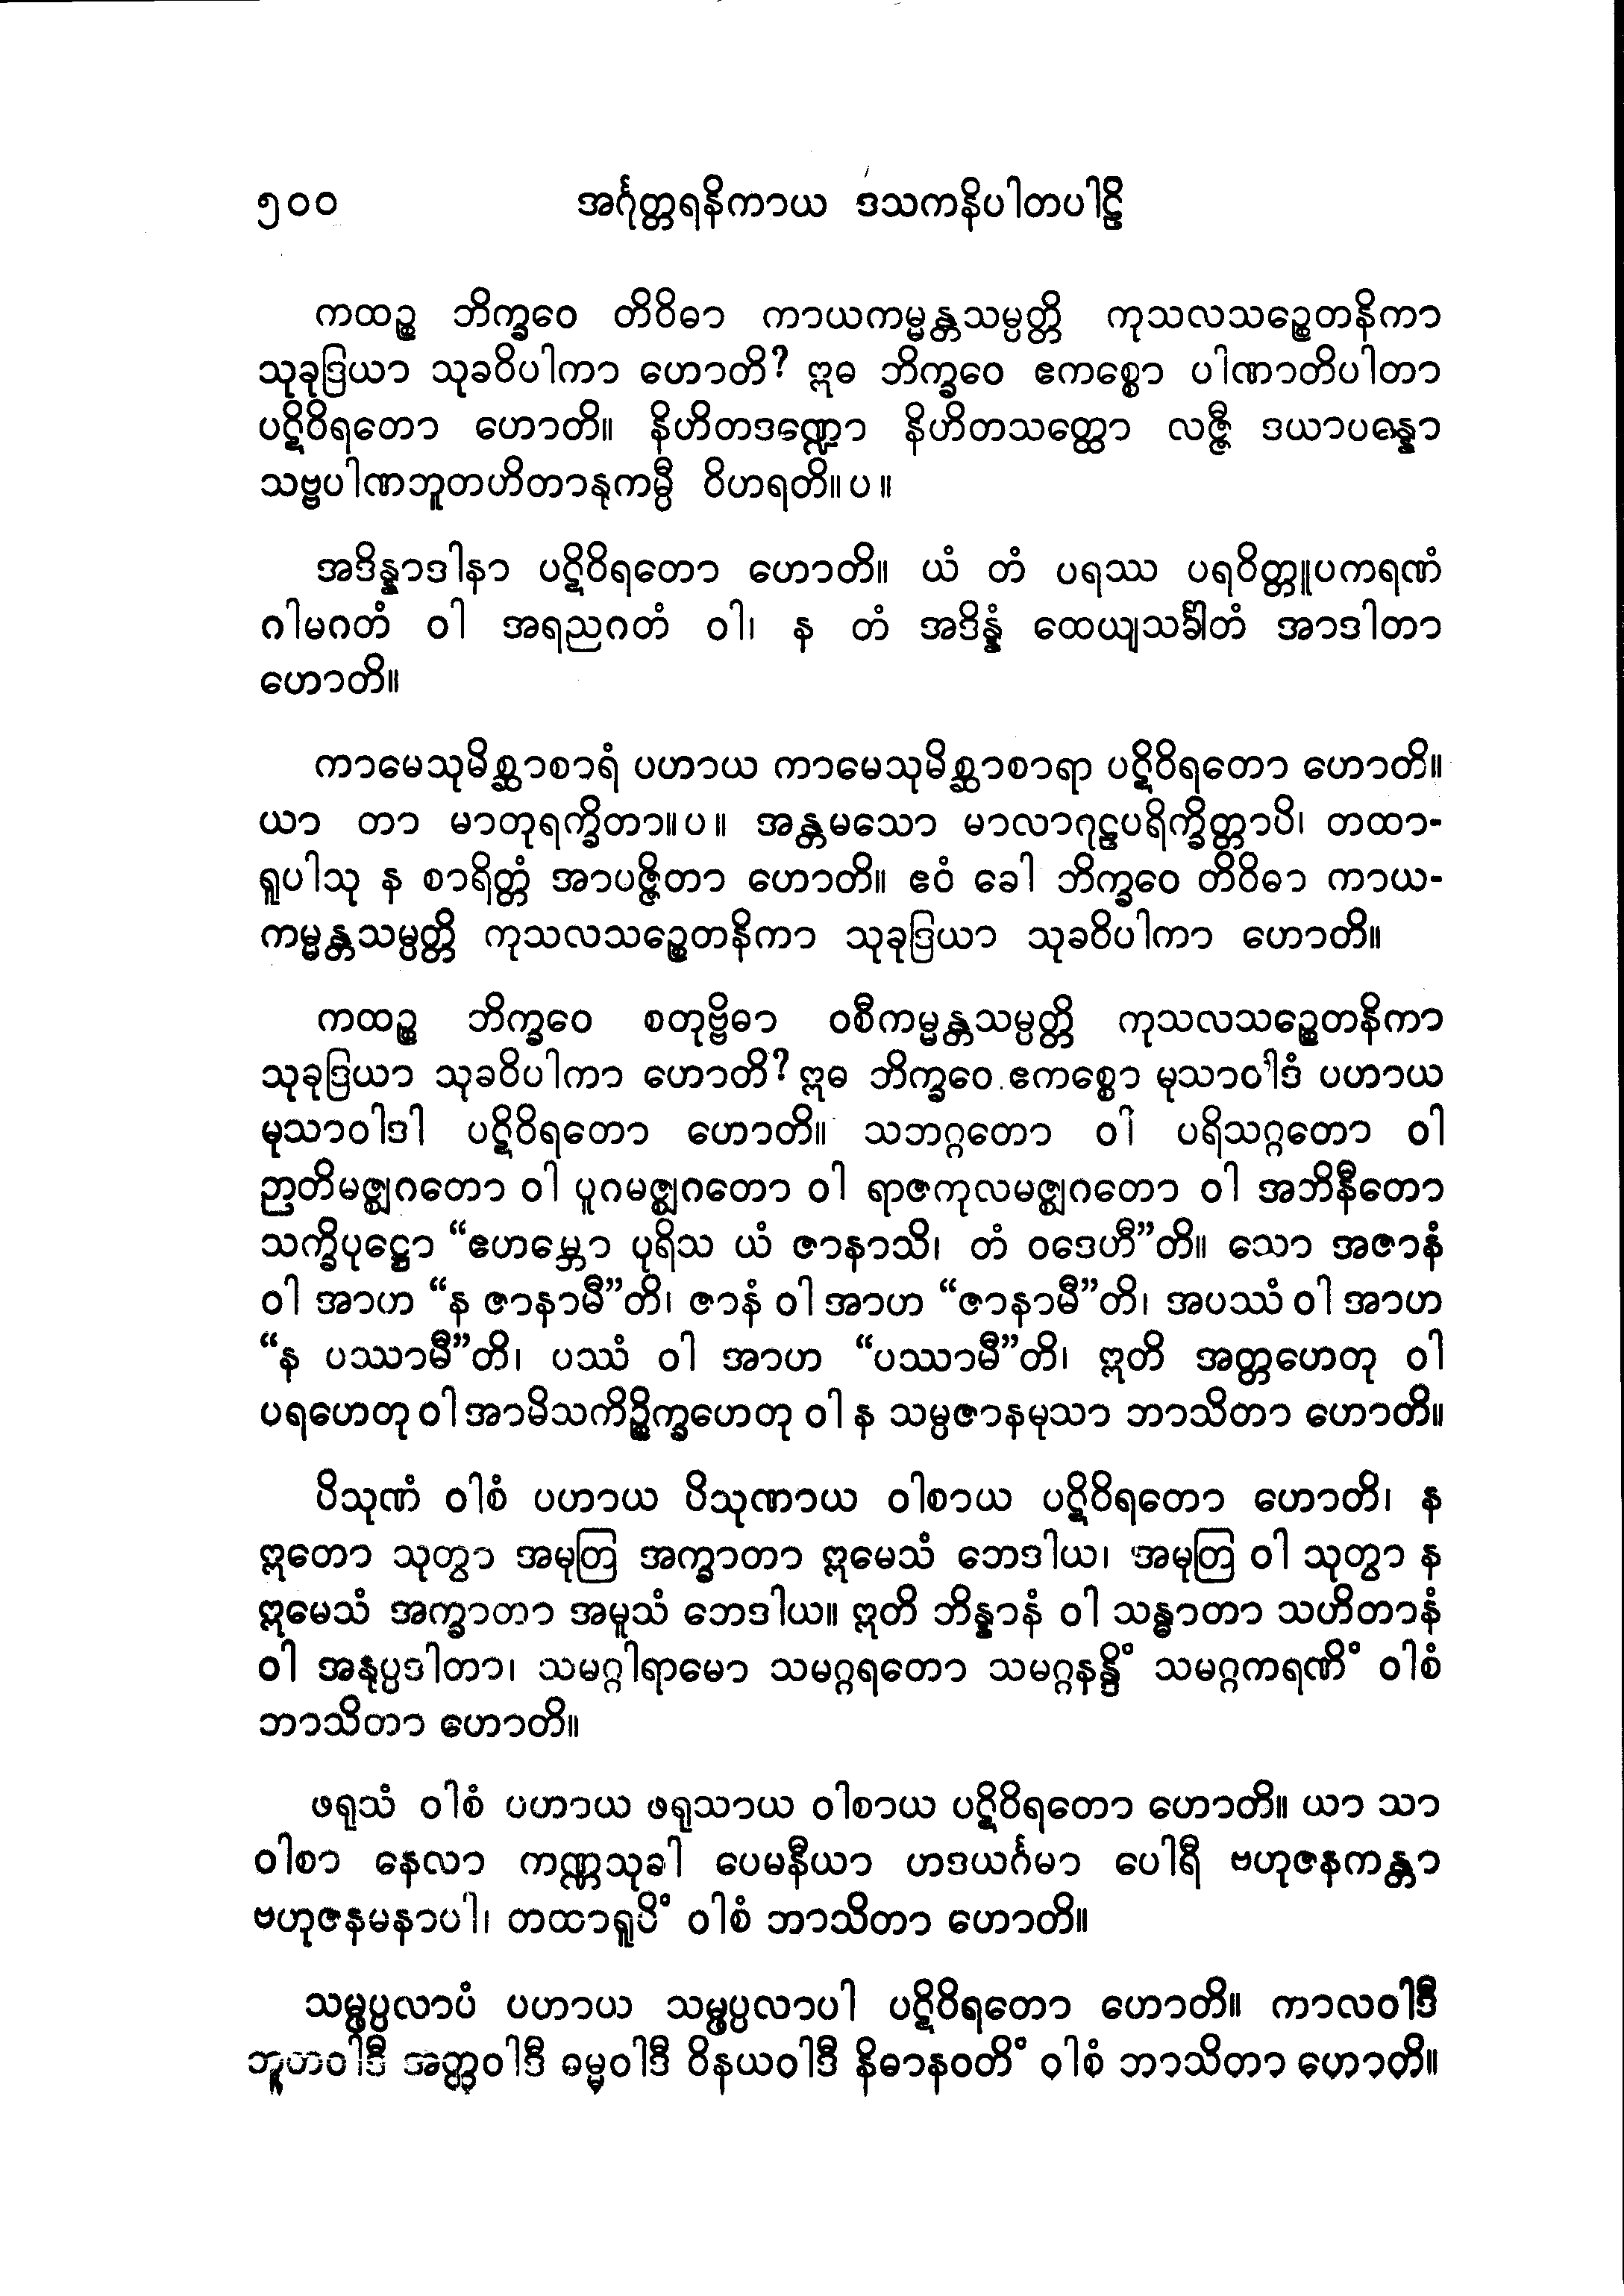 ၅၀၀ အင်္ဂုတ္တရနိကာယ ဒသကနိပါတပါဠိ
ကထဉ္စ ဘိက္ခဝေ တိဝိဓာ ကာယကမ္မန္တသမ္ပတ္တိ ကုသလသဉ္စေတနိကာ
သုခုဒြယာ သုခဝိပါကာ ဟောတိ? ဣဓ ဘိက္ခဝေ ဧကစ္စော ပါဏာတိပါတာ
ပဋိဝိရတော ဟောတိ။ နိဟိတဒဏ္ဍော နိဟိတသတ္ထော လဇ္ဇီ ဒယာပန္နော
သဗ္ဗပါဏဘူတဟိတာနုကမ္ပီ ဝိဟရတိ။ပ။
အဒိန္နာဒါနာ ပဋိဝိရတော ဟောတိ။ ယံ တံ ပရဿ ပရဝိတ္တူပကရဏံ
ဂါမဂတံ ဝါ အရညဂတံ ဝါ၊ န တံ အဒိန္နံ ထေယျသင်္ခါတံ အာဒါတာ
ဟောတိ။
ကာမေသုမိစ္ဆာစာရံ ပဟာယ ကာမေသုမိစ္ဆာစာရာ ပဋိဝိရတော ဟောတိ။
ယာ တာ မာတုရက္ခိတာ။ပ။ အန္တမသော မာလာဂုဠပရိက္ခိတ္တာပိ၊ တထာ-
ရူပါသု န စာရိတ္တံ အာပဇ္ဇိတာ ဟောတိ။ ဧဝံ ခေါ ဘိက္ခဝေ တိဝိဓာ ကာယ-
ကမ္မန္တသမ္ပတ္တိ ကုသလသဉ္စေတနိကာ သုခုဒြယာ သုခဝိပါကာ ဟောတိ။
ကထဉ္စ ဘိက္ခဝေ စတုဗ္ဗိဓာ ဝစီကမ္မန္တသမ္ပတ္တိ ကုသလသဉ္စေတနိကာ
သုခုဒြယာ သုခဝိပါကာ ဟောတိ? ဣဓ ဘိက္ခဝေ ဧကစ္စော မုသာဝါဒံ ပဟာယ
မုသာဝါဒါ ပဋိဝိရတော ဟောတိ။ သဘဂ္ဂတော ဝါ ပရိသဂ္ဂတော ဝါ
ဉာတိမဇ္ဈဂတော ဝါ ပူဂမဇ္ဈဂတော ဝါ ရာဇကုလမဇ္ဈဂတော ဝါ အဘိနီတော
သက္ခိပုဋ္ဌော “ဧဟမ္ဘော ပုရိသ ယံ ဇာနာသိ၊ တံ ဝဒေဟီ”တိ။ သော အဇာနံ
ဝါ အာဟ “န ဇာနာမီ”တိ၊ ဇာနံ ဝါ အာဟ “ဇာနာမီ”တိ၊ အပဿံ ဝါ အာဟ
“န ပဿာမီ”တိ၊ ပဿံ ဝါ အာဟ “ပဿာမီ”တိ၊ ဣတိ အတ္တဟေတု ဝါ
ပရဟေတု ဝါ အာမိသကိဉ္စိက္ခဟေတု ဝါ န သမ္ပဇာနမုသာ ဘာသိတာ ဟောတိ။
ပိသုဏံ ဝါစံ ပဟာယ ပိသုဏာယ ဝါစာယ ပဋိဝိရတော ဟောတိ၊ န
ဣတော သုတွာ အမုတြ အက္ခာတာ ဣမေသံ ဘေဒါယ၊ အမုတြ ဝါ သုတွာ န
ဣမေသံ အက္ခာတာ အမူသံ ဘေဒါယ။ ဣတိ ဘိန္နာနံ ဝါ သန္ဓာတာ သဟိတာနံ
ဝါ အနုပ္ပဒါတာ၊ သမဂ္ဂါရာမော သမဂ္ဂရတော သမဂ္ဂနန္ဒိံ သမဂ္ဂကရဏိံ ဝါစံ
ဘာသိတာ ဟောတိ။
ဖရုသံ ဝါစံ ပဟာယ ဖရုသာယ ဝါစာယ ပဋိဝိရတော ဟောတိ။ ယာ သာ
ဝါစာ နေလာ ကဏ္ဏသုခါ ပေမနီယာ ဟဒယင်္ဂမာ ပေါရီ ဗဟုဇနကန္တာ
ဗဟုဇနမနာပါ၊ တထာရူပိံ ဝါစံ ဘာသိတာ ဟောတိ။
သမ္ဖပ္ပလာပံ ပဟာယ သမ္ဖပ္ပလာပါ ပဋိဝိရတော ဟောတိ။ ကာလဝါဒီ
ဘူတဝါဒီ အတ္ထဝါဒီ ဓမ္မဝါဒီ ဝိနယဝါဒီ နိဓာနဝတိံ ဝါစံ ဘာသိတာ ဟောတိ။